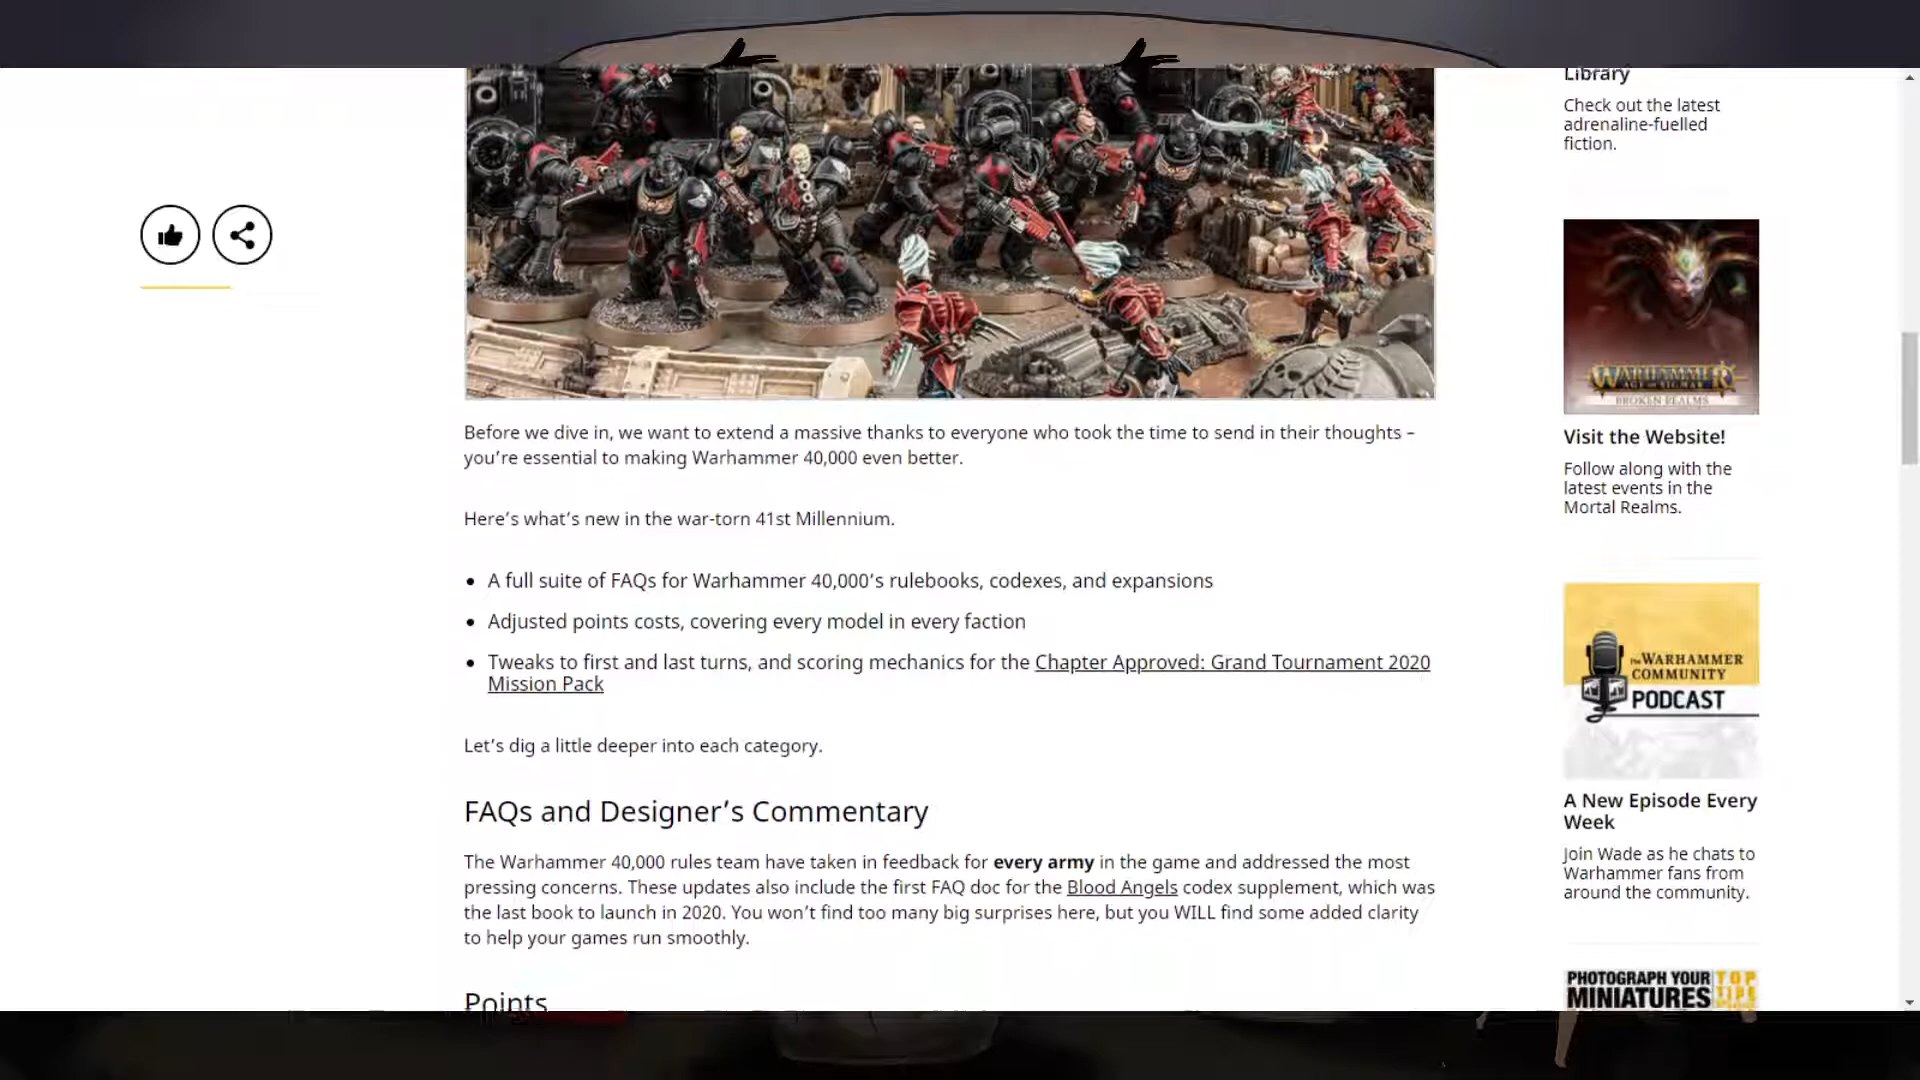 Library
Check out the latest
adrenaline-fuelled
fiction.
WARHAMMER
AGE OF SIGMAR
BROKEN REALMS
Before we dive in, we want to extend a massive thanks to everyone who took the time to send in their thoughts –
you’re essential to making Warhammer 40,000 even better.
Visit the Website!
Follow along with the
latest events in the
Mortal Realms.
Here’s what’s new in the war-torn 41st Millennium.
• A full suite of FAQs for Warhammer 40,000’s rulebooks, codexes, and expansions
• Adjusted points costs, covering every model in every faction
• Tweaks to first and last turns, and scoring mechanics for the Chapter Approved: Grand Tournament 2020
Mission Pack
The WARHAMMER
COMMUNITY
PODCAST
Let’s dig a little deeper into each category.
FAQs and Designer’s Commentary
The Warhammer 40,000 rules team have taken in feedback for every army in the game and addressed the most
pressing concerns. These updates also include the first FAQ doc for the Blood Angels codex supplement, which was
the last book to launch in 2020. You won’t find too many big surprises here, but you WILL find some added clarity
to help your games run smoothly.
A New Episode Every
Week
Join Wade as he chats to
Warhammer fans from
around the community.
Points
PHOTOGRAPH YOUR
MINIATURES
TOP
TIPS